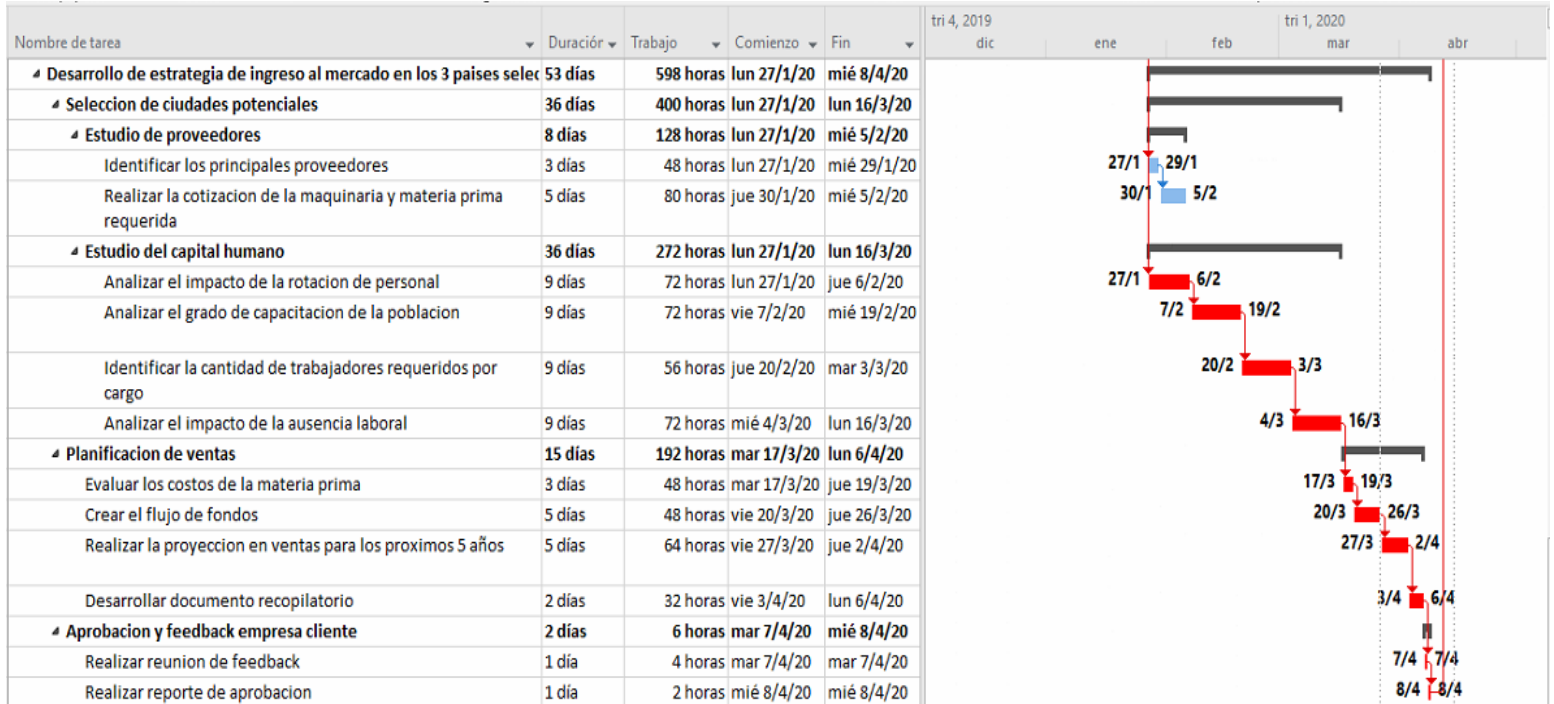 tri 4, 2019 tri 1, 2020
Nombre de tarea Duración Trabajo Comienzo Fin dic ene feb mar abr
Desarrollo de estrategia de ingreso al mercado en los 3 paises selec 53 días 598 horas lun 27/1/20 mié 8/4/20
Seleccion de ciudades potenciales 36 días 400 horas lun 27/1/20 lun 16/3/20
Estudio de proveedores 8 días 128 horas lun 27/1/20 mié 5/2/20
Identificar los principales proveedores 3 días 48 horas lun 27/1/20 mié 29/1/20 27/1 29/1
Realizar la cotizacion de la maquinaria y materia prima 5 días 80 horas jue 30/1/20 mié 5/2/20 30/1 5/2
requerida
Estudio del capital humano 36 días 272 horas lun 27/1/20 lun 16/3/20
Analizar el impacto de la rotacion de personal 9 días 72 horas lun 27/1/20 jue 6/2/20 27/1 6/2
Analizar el grado de capacitacion de la poblacion 9 días 72 horas vie 7/2/20 mié 19/2/20 7/2 19/2
Identificar la cantidad de trabajadores requeridos por 9 días 56 horas jue 20/2/20 mar 3/3/20 20/2 3/3
cargo
Analizar el impacto de la ausencia laboral 9 días 72 horas mié 4/3/20 lun 16/3/20 4/3 16/3
Planificacion de ventas 15 días 192 horas mar 17/3/20 lun 6/4/20
Evaluar los costos de la materia prima 3 días 48 horas mar 17/3/20 jue 19/3/20 17/3 19/3
Crear el flujo de fondos 5 días 48 horas vie 20/3/20 jue 26/3/20 20/3 26/3
Realizar la proyeccion en ventas para los proximos 5 años 5 días 64 horas vie 27/3/20 jue 2/4/20 27/3 2/4
Desarrollar documento recopilatorio 2 días 32 horas vie 3/4/20 lun 6/4/20 3/4 6/4
Aprobacion y feedback empresa cliente 2 días 6 horas mar 7/4/20 mié 8/4/20
Realizar reunion de feedback 1 día 4 horas mar 7/4/20 mar 7/4/20 7/4 7/4
Realizar reporte de aprobacion 1 día 2 horas mié 8/4/20 mié 8/4/20 8/4 8/4